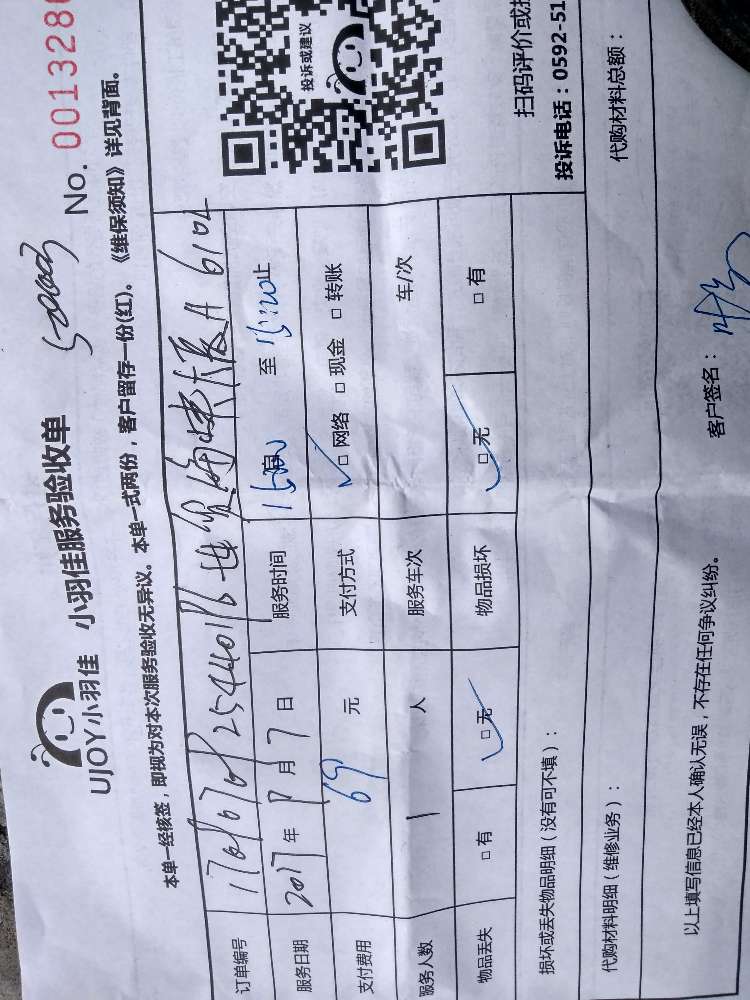 UJOY小羽佳 小羽佳服务验收单
No. 0013280
本单一经核签，即视为对本次服务验收无异议。本单一式两份，客户留存一份(红)。《维保须知》详见背面。
订单编号
服务日期 2017 年 月 7 日 服务时间 至 止
支付费用 69 元 支付方式 □ 网络 □ 现金 □ 转账
服务人数 1 人 服务车次 车/次
物品丢失 □ 有 □ 无 物品损坏 □ 无 □ 有
投诉或建议
扫码评价或
投诉电话：0592-51
损坏或丢失物品明细（没有可不填）：
代购材料明细（维修业务）：
代购材料总额：
以上填写信息已经本人确认无误，不存在任何争议纠纷。
客户签名：